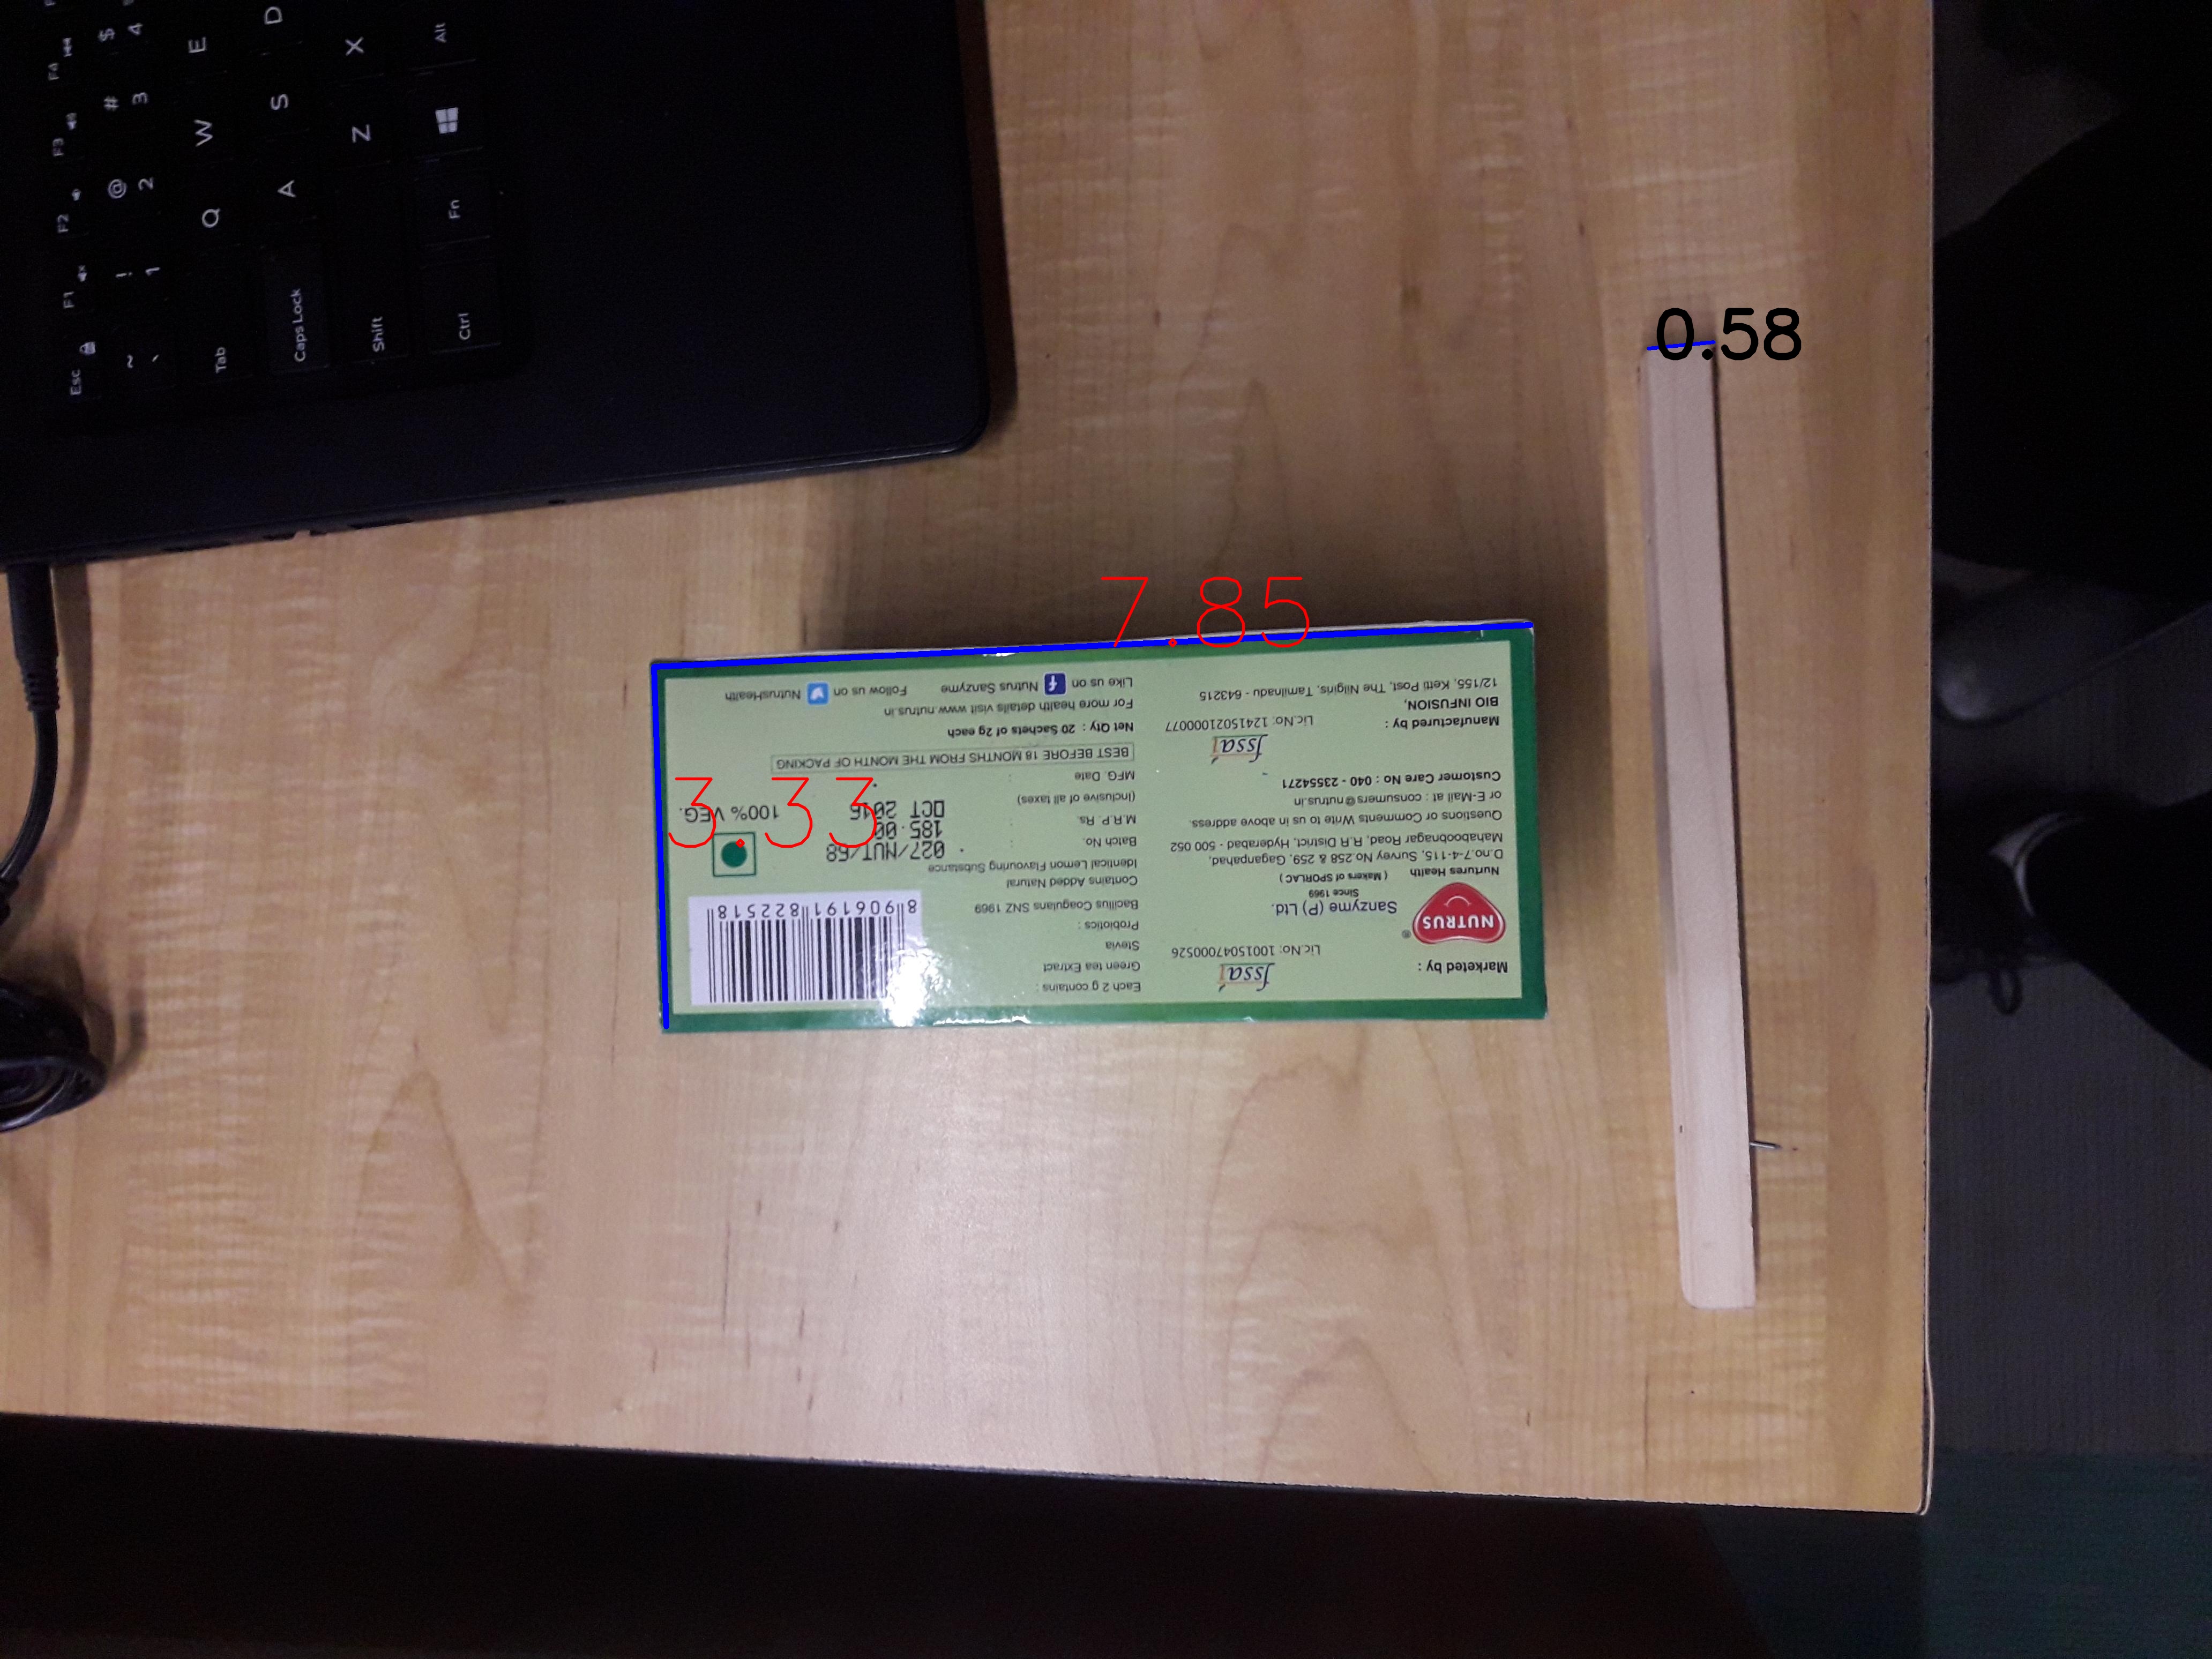 F4
$
4
E
D
X
Alt
F3
#
3
W
S
Z
F2
@
2
Q
A
Fn
F1
!
1
Esc
~
`
Tab
Caps Lock
Shift
Ctrl
0.58
7.85
3.33
Marketed by :
fssai
Lic.No: 10015047000526
NUTRUS
®
Sanzyme (P) Ltd.
Since 1969
( Makers of SPORLAC )
Nurtures Health
D.no.7-4-115, Survey No.258 & 259, Gaganpahad,
Mahaboobnagar Road, R.R District, Hyderabad - 500 052
Questions or Comments Write to us in above address.
or E-Mail at : consumers@nutrus.in
Customer Care No : 040 - 23554271
fssai
Lic.No: 12415021000077
Manufactured by :
BIO INFUSION,
12/155, Ketti Post, The Nilgiris, Tamilnadu - 643215
Each 2 g contains :
Green tea Extract
Stevia
Probiotics :
Bacillus Coagulans SNZ 1969
Contains Added Natural
Identical Lemon Flavouring Substance
Batch No. : 027/NUT/68
M.R.P. Rs. : 185.00
(Inclusive of all taxes)
MFG. Date : OCT 2016
BEST BEFORE 18 MONTHS FROM THE MONTH OF PACKING
Net Qty : 20 Sachets of 2g each
For more health details visit www.nutrus.in
Like us on f Nutrus Sanzyme Follow us on NutrusHealth
8 906191 822518
100% VEG.